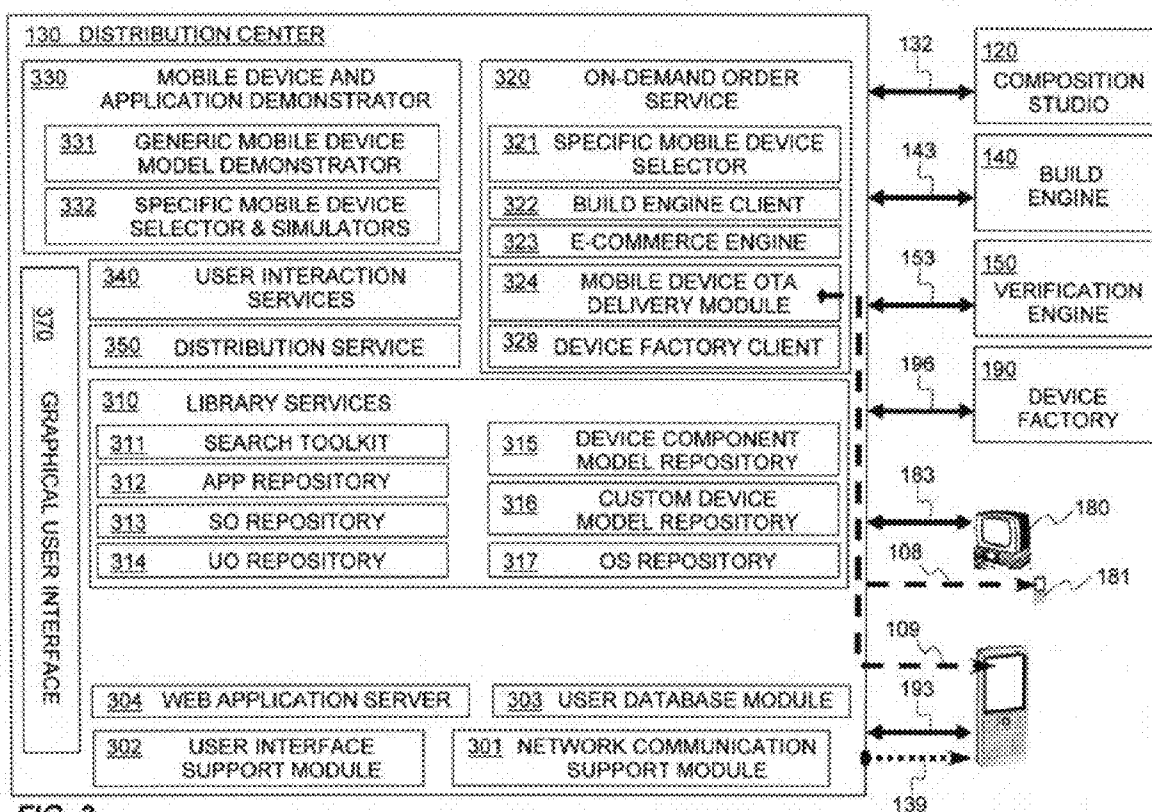 130 DISTRIBUTION CENTER
330 MOBILE DEVICE AND
APPLICATION DEMONSTRATOR
331 GENERIC MOBILE DEVICE
MODEL DEMONSTRATOR
332 SPECIFIC MOBILE DEVICE
SELECTOR & SIMULATORS
320 ON-DEMAND ORDER
SERVICE
321 SPECIFIC MOBILE DEVICE
SELECTOR
322 BUILD ENGINE CLIENT
323 E-COMMERCE ENGINE
324 MOBILE DEVICE OTA
DELIVERY MODULE
329 DEVICE FACTORY CLIENT
340 USER INTERACTION
SERVICES
350 DISTRIBUTION SERVICE
370 GRAPHICAL USER INTERFACE
310 LIBRARY SERVICES
311 SEARCH TOOLKIT
312 APP REPOSITORY
313 SO REPOSITORY
314 UO REPOSITORY
315 DEVICE COMPONENT
MODEL REPOSITORY
316 CUSTOM DEVICE
MODEL REPOSITORY
317 OS REPOSITORY
304 WEB APPLICATION SERVER
303 USER DATABASE MODULE
302 USER INTERFACE
SUPPORT MODULE
301 NETWORK COMMUNICATION
SUPPORT MODULE
132
120
COMPOSITION
STUDIO
143
140
BUILD
ENGINE
153
150
VERIFICATION
ENGINE
196
190
DEVICE
FACTORY
183
180
108
181
109
193
139
FIG. 3